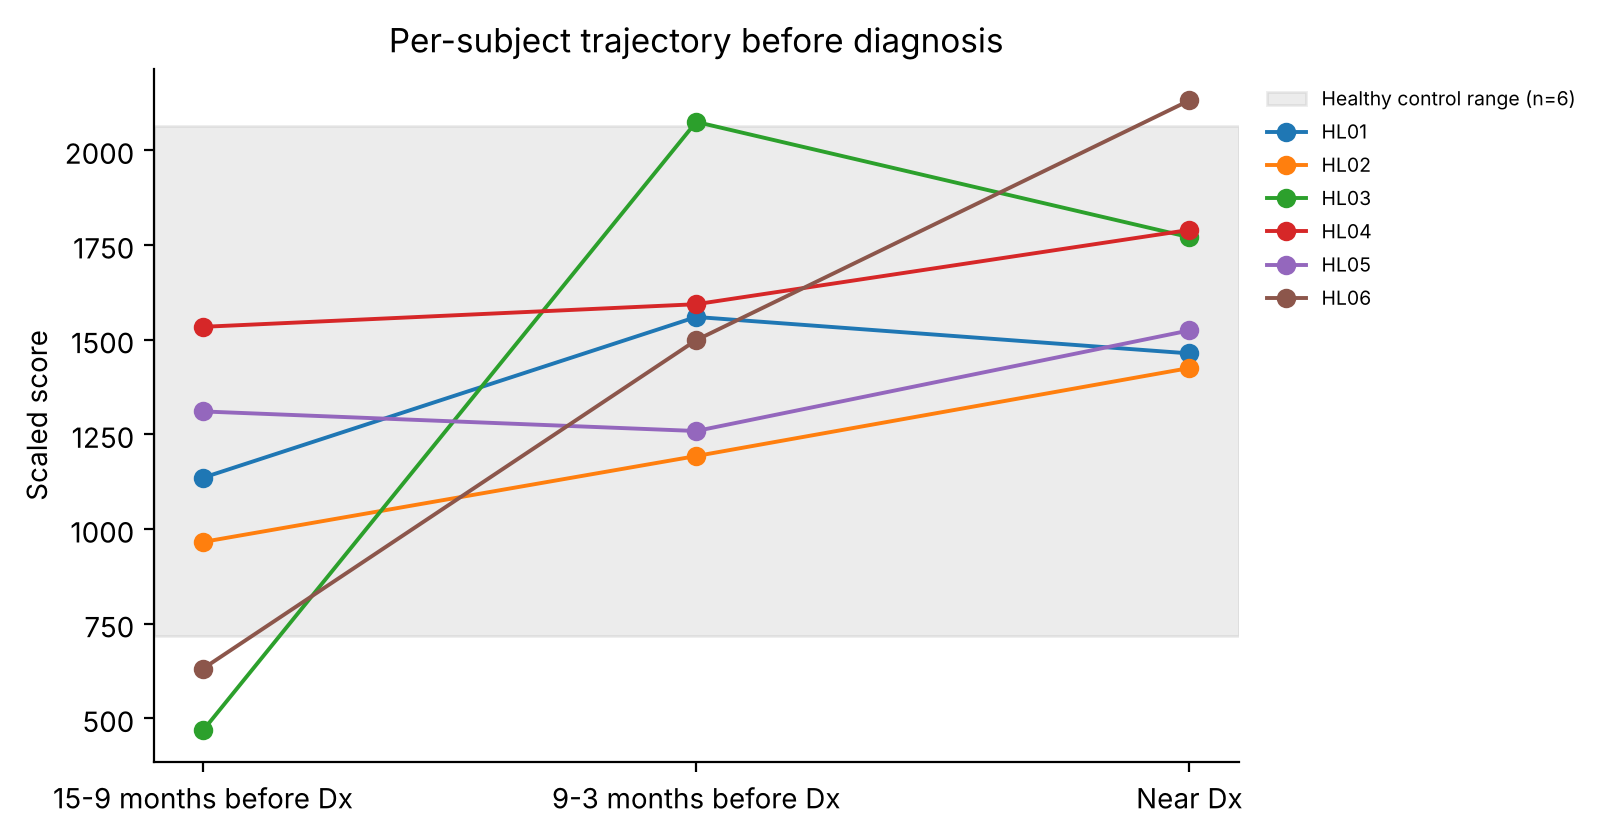 Per-subject trajectory before diagnosis
Scaled score
2000
1750
1500
1250
1000
750
500
15-9 months before Dx
9-3 months before Dx
Near Dx
Healthy control range (n=6)
HL01
HL02
HL03
HL04
HL05
HL06